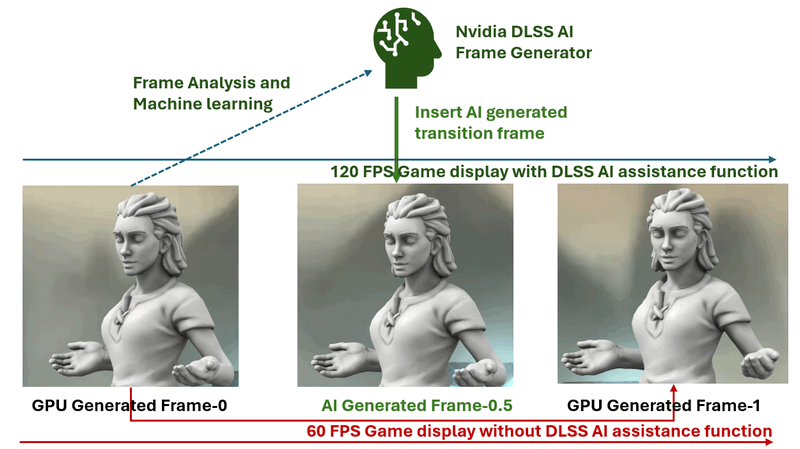 Nvidia DLSS AI
Frame Generator
Frame Analysis and
Machine learning
Insert AI generated
transition frame
120 FPS Game display with DLSS AI assistance function
GPU Generated Frame-0
AI Generated Frame-0.5
GPU Generated Frame-1
60 FPS Game display without DLSS AI assistance function